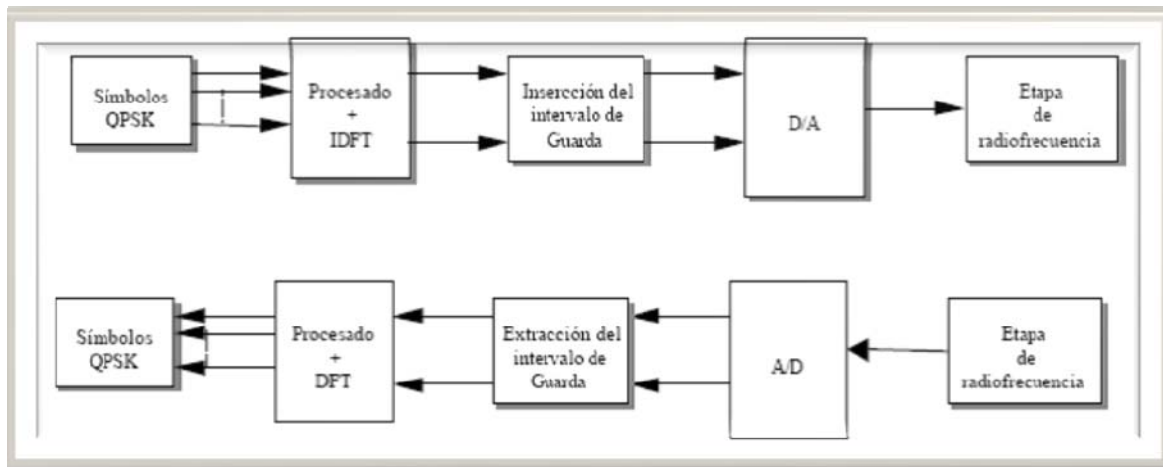 Símbolos
QPSK
Procesado
+
IDFT
Insercción del
intervalo de
Guarda
D/A
Etapa
de
radiofrecuencia
Símbolos
QPSK
Procesado
+
DFT
Extracción del
intervalo de
Guarda
A/D
Etapa
de
radiofrecuencia